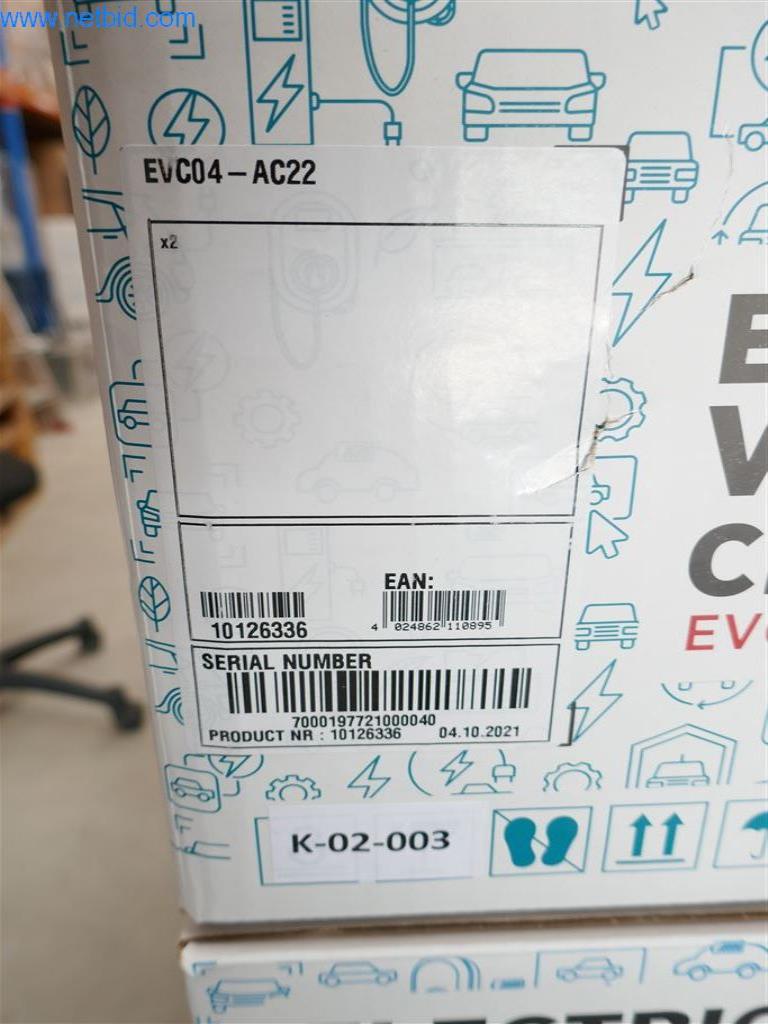 www.netbid.com
EVC04-AC22
x2
E
V
C
EV
EAN:
10126336
4 024862 110895
SERIAL NUMBER
7000197721000040
PRODUCT NR : 10126336 04.10.2021
K-02-003